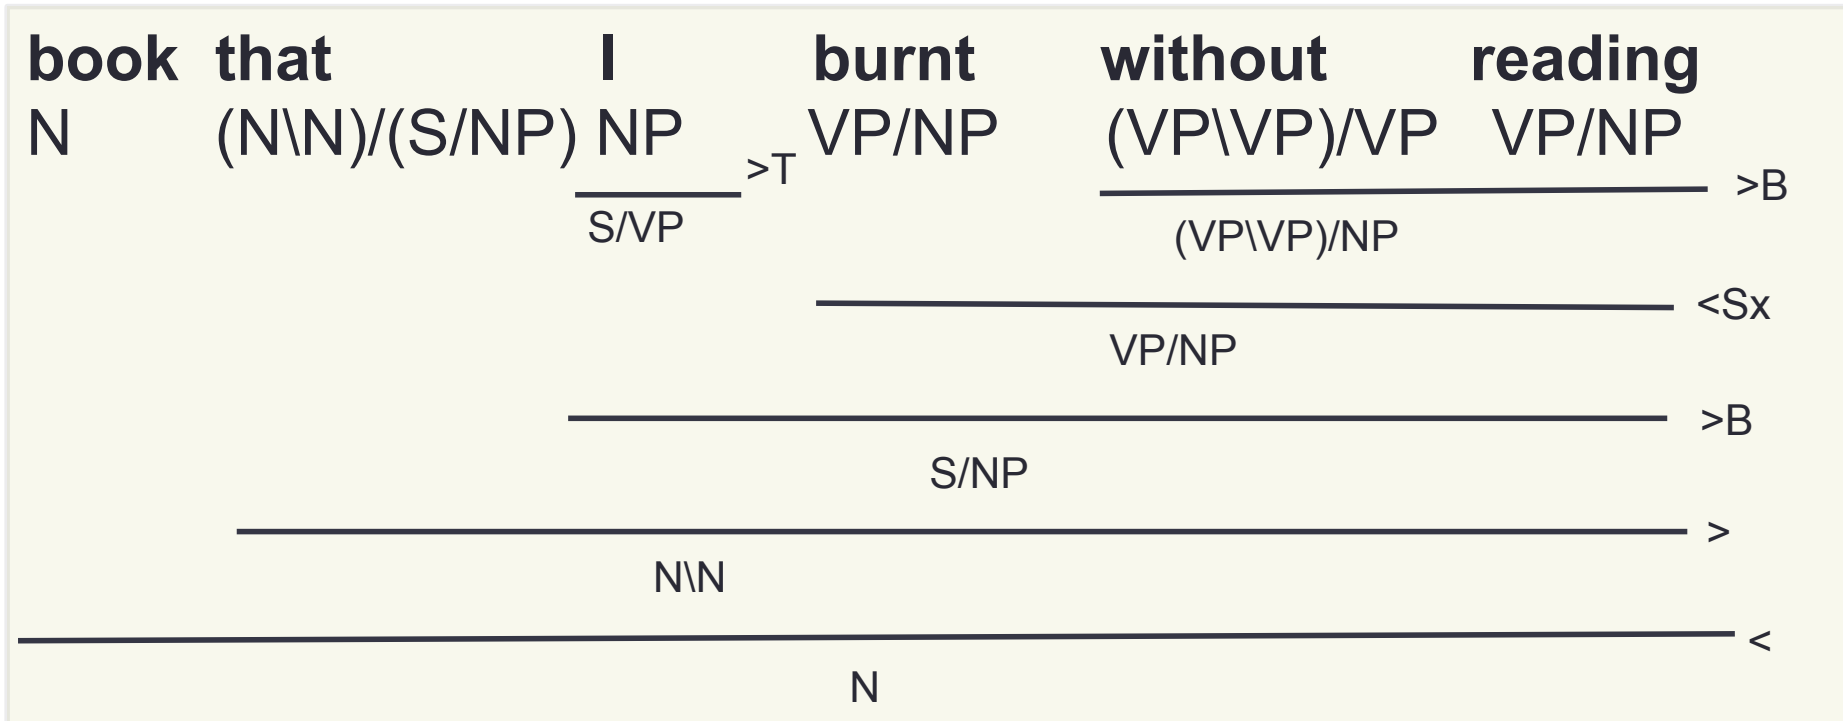 book that I burnt without reading
N (N\N)/(S/NP) NP VP/NP (VP\VP)/VP VP/NP
>T >B
S/VP (VP\VP)/NP
<Sx
VP/NP
>B
S/NP
>
N\N
<
N